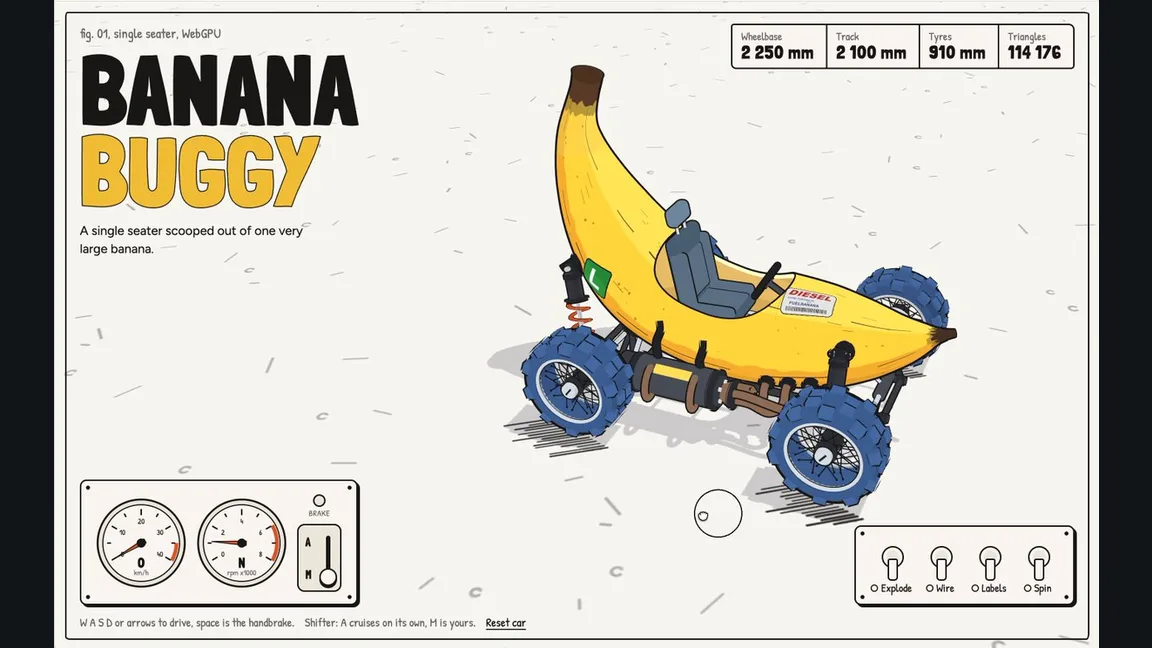 fig. 01, single seater, WebGPU
BANANA
BUGGY
A single seater scooped out of one very
large banana.
Wheelbase
2 250 mm
Track
2 100 mm
Tyres
910 mm
Triangles
114 176
L
DIESEL
FUELBANANA
0
10
20
30
40
0
km/h
0
2
4
6
8
N
rpm x1000
BRAKE
A
M
Explode
Wire
Labels
Spin
W A S D or arrows to drive, space is the handbrake. Shifter: A cruises on its own, M is yours. Reset car